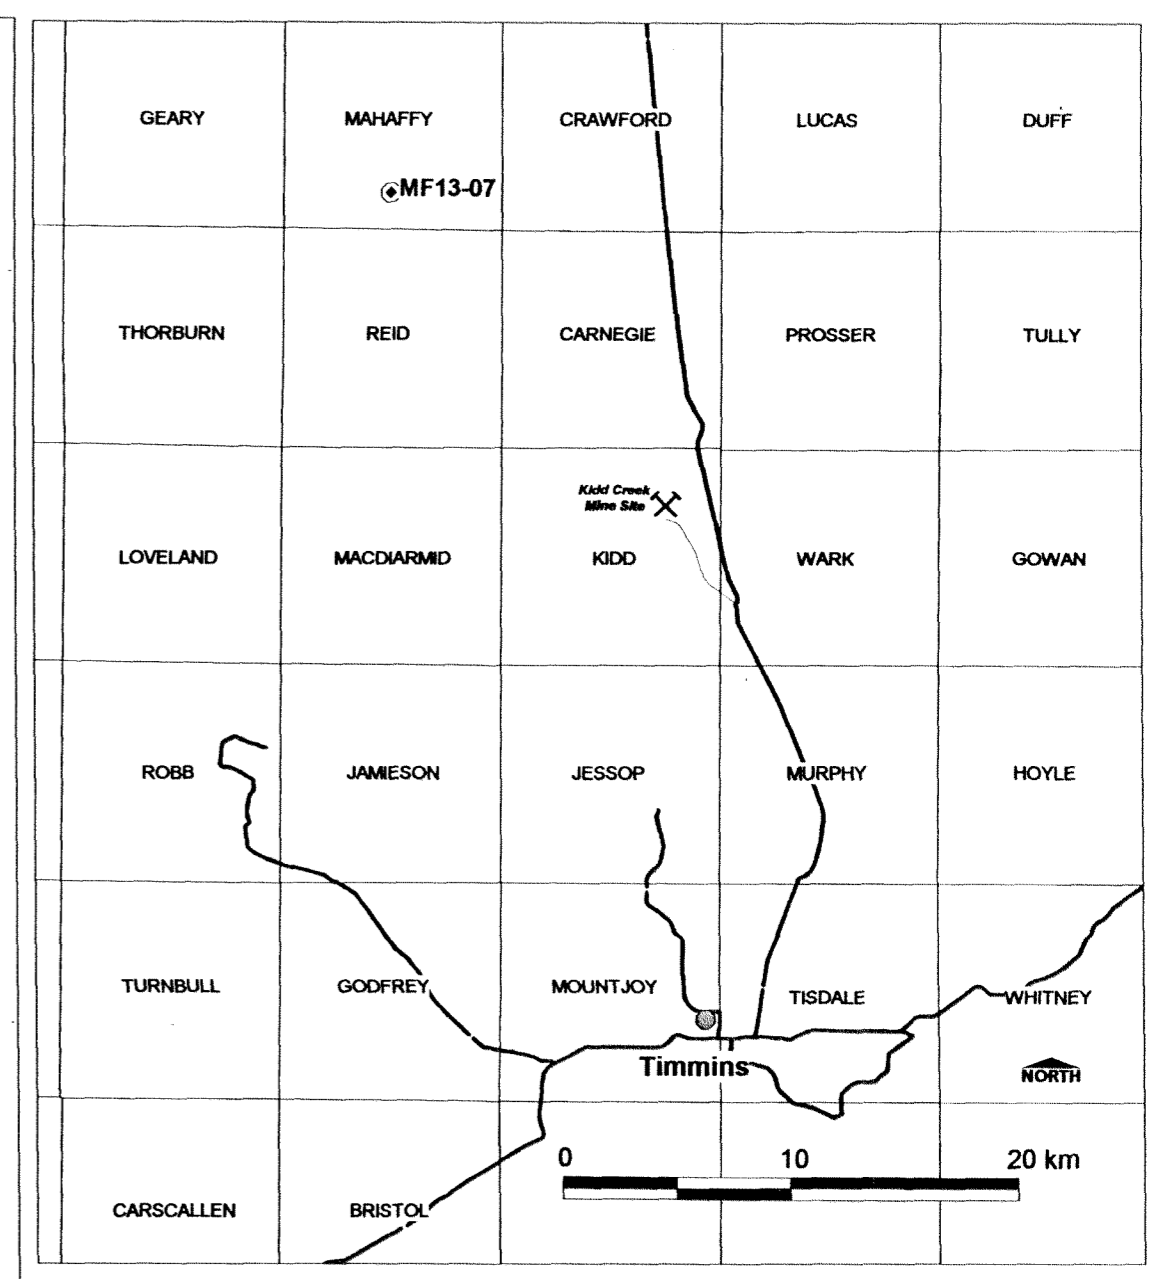 GEARY
MAHAFFY
CRAWFORD
LUCAS
DUFF
MF13-07
THORBURN
REID
CARNEGIE
PROSSER
TULLY
Kidd Creek
Mine Site
LOVELAND
MACDIARMID
KIDD
WARK
GOWAN
ROBB
JAMIESON
JESSOP
MURPHY
HOYLE
TURNBULL
GODFREY
MOUNTJOY
TISDALE
WHITNEY
Timmins
NORTH
0 10 20 km
CARSCALLEN
BRISTOL